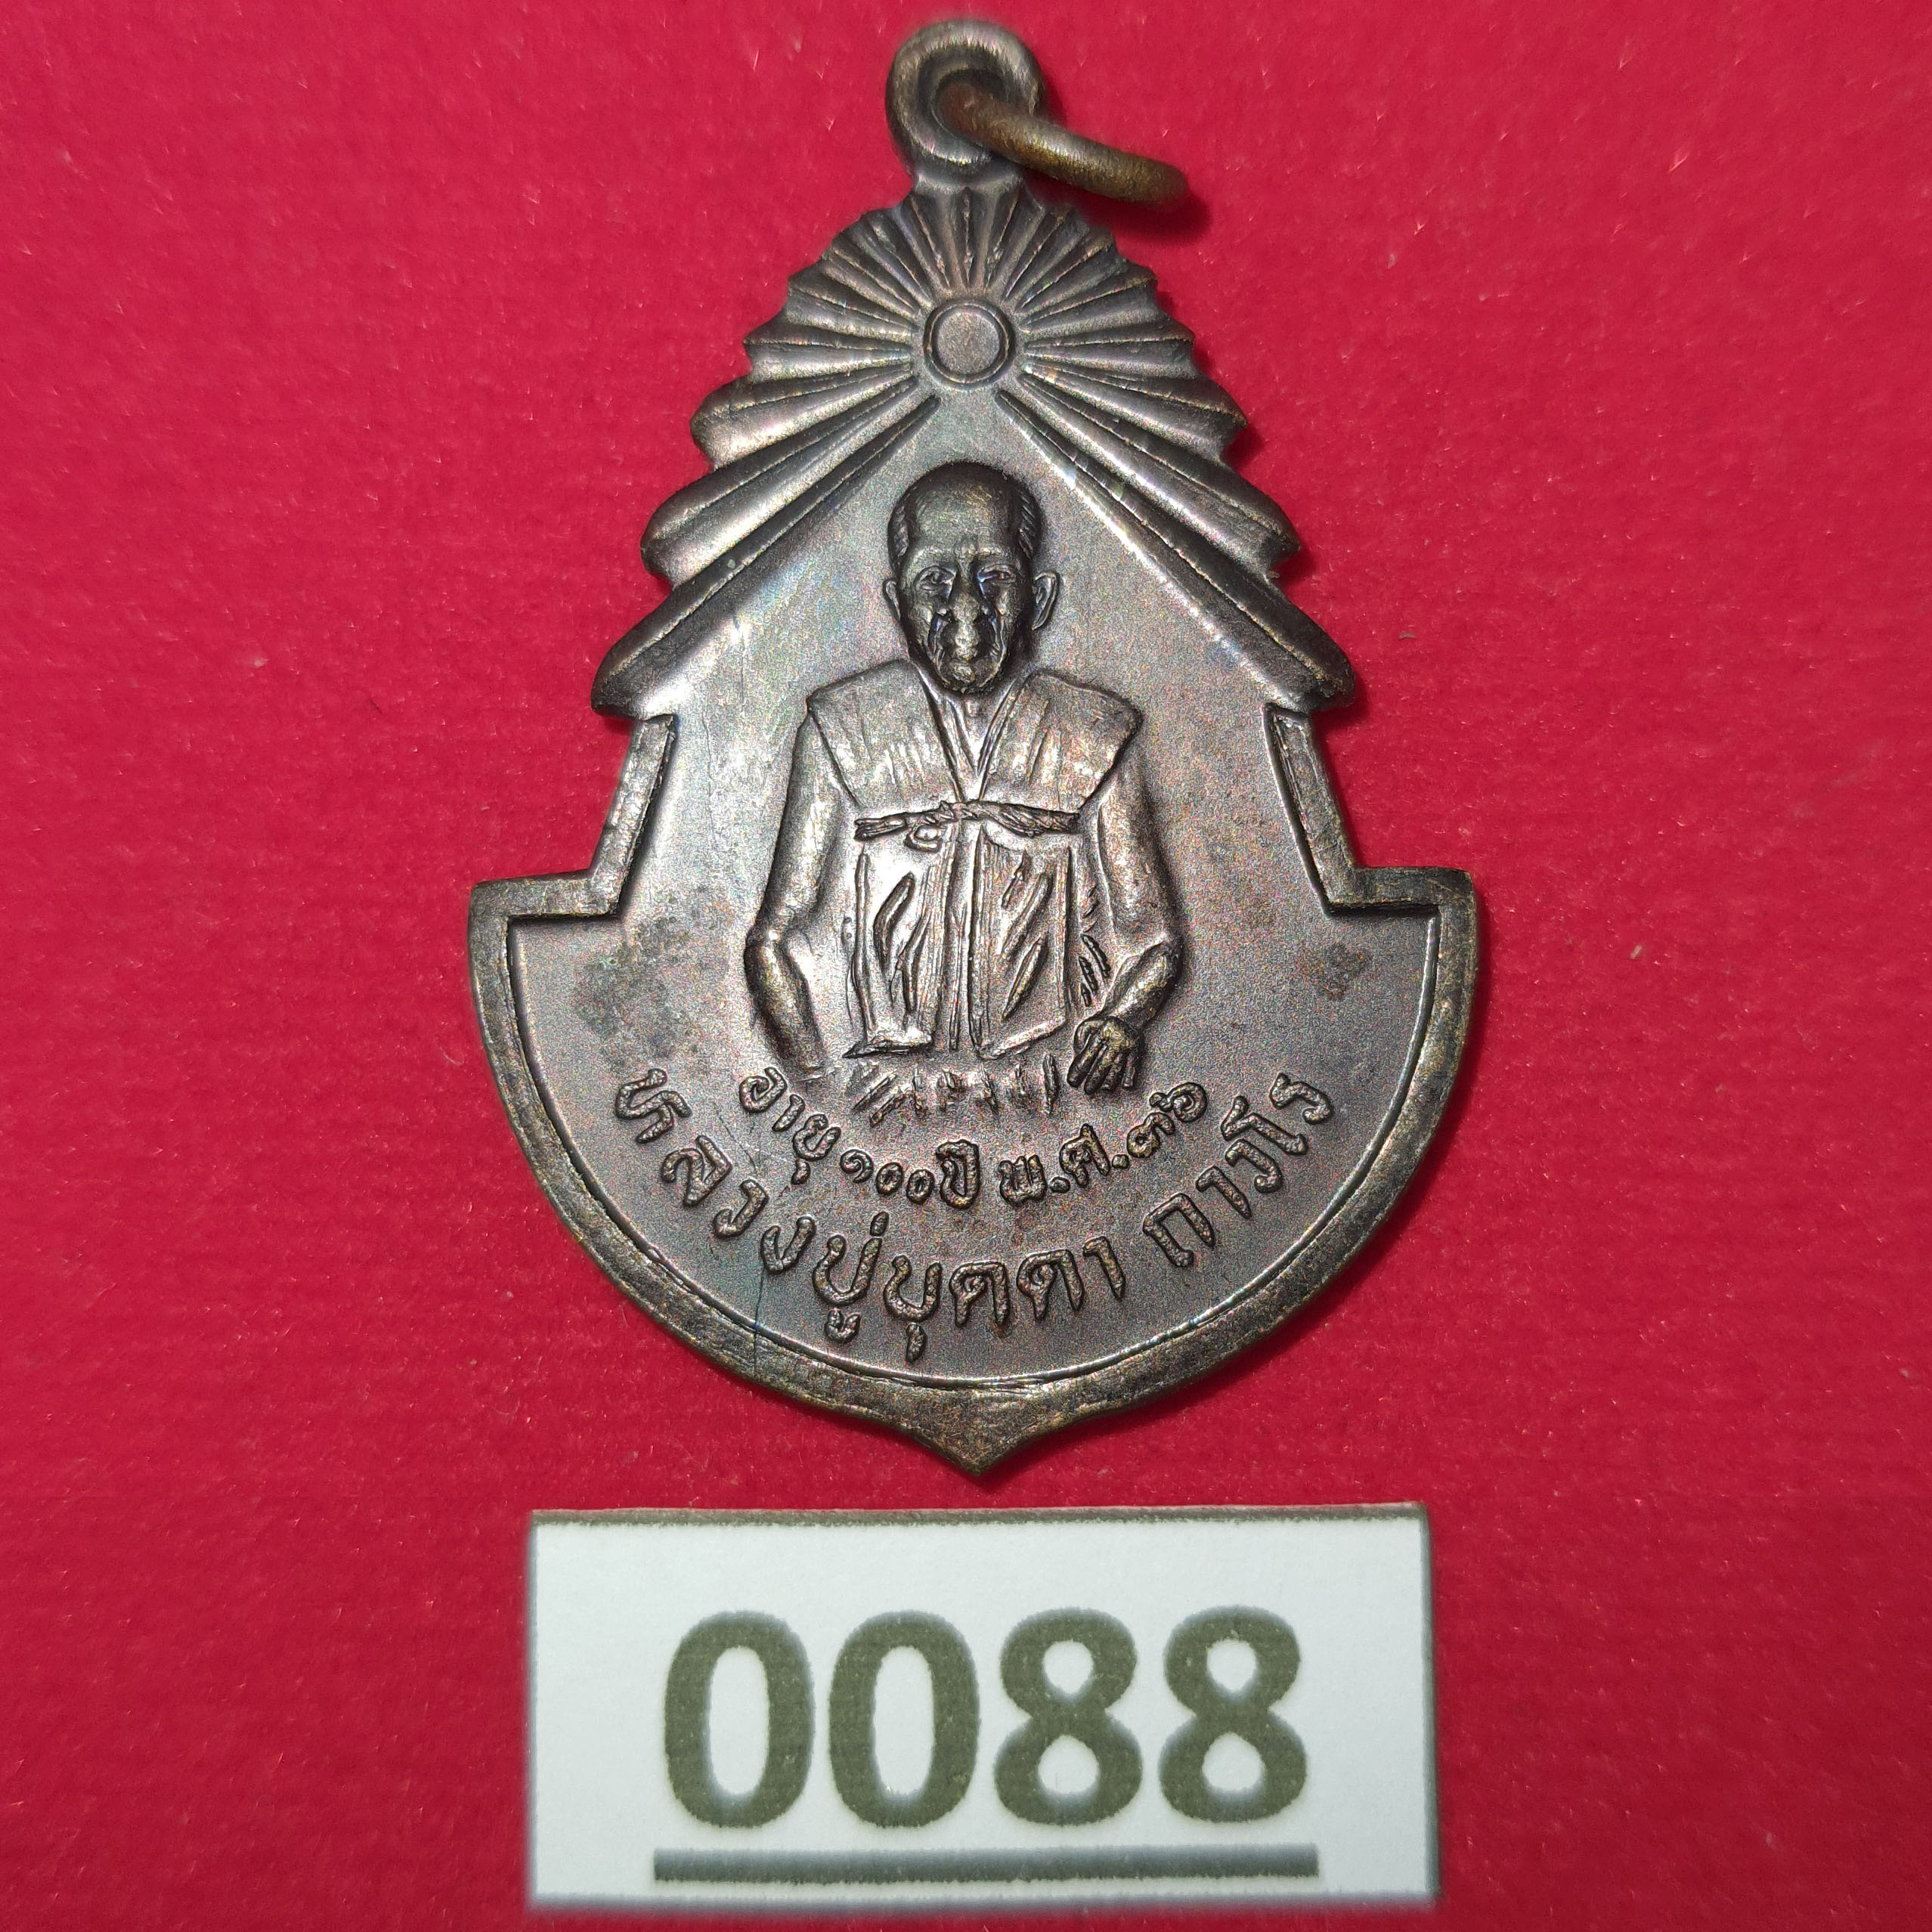 อายุ ๑๐๐ ปี พ.ศ. ๓๖
หลวงปู่บุดดา ถาวโร
0088